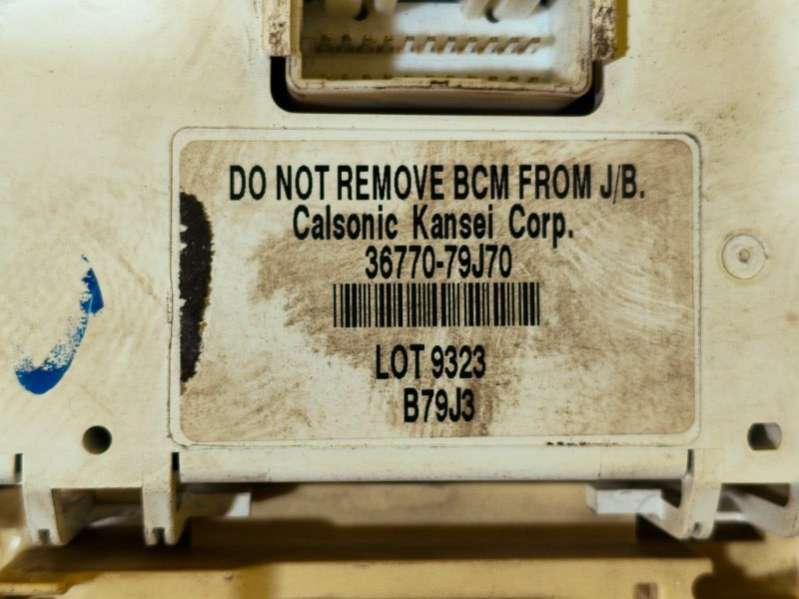 DO NOT REMOVE BCM FROM J/B.
Calsonic Kansei Corp.
36770-79J70
LOT 9323
B79J3